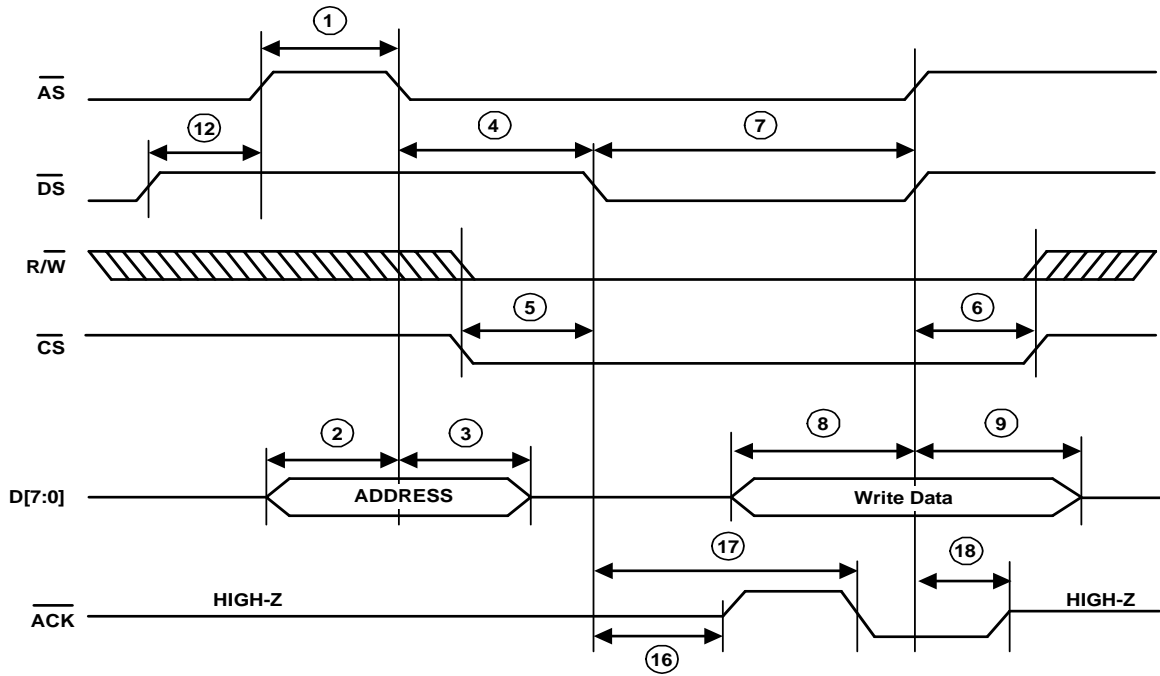 1
AS
12
4
7
DS
R/W
5
6
CS
2
3
8
9
D[7:0]
ADDRESS
Write Data
17
18
HIGH-Z
HIGH-Z
ACK
16